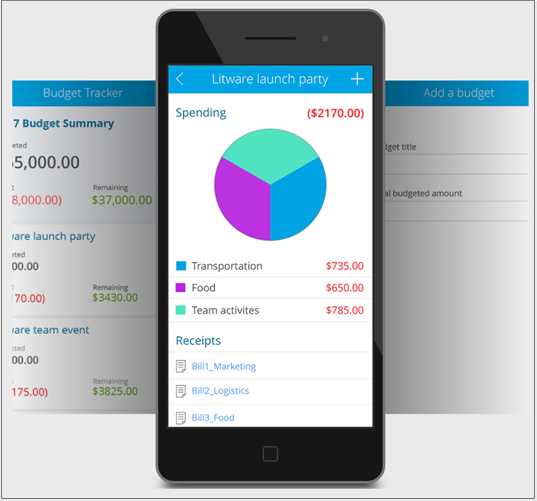 Budget Tracker
7 Budget Summary
eted
5,000.00
Remaining
8,000.00)
$37,000.00
ware launch party
eted
00.00
Remaining
70.00)
$3430.00
ware team event
eted
00.00
Remaining
175.00)
$3825.00
Litware launch party
Spending
($2170.00)
Transportation
$735.00
Food
$650.00
Team activites
$785.00
Receipts
Bill1_Marketing
Bill2_Logistics
Bill3_Food
Add a budget
dget title
al budgeted amount